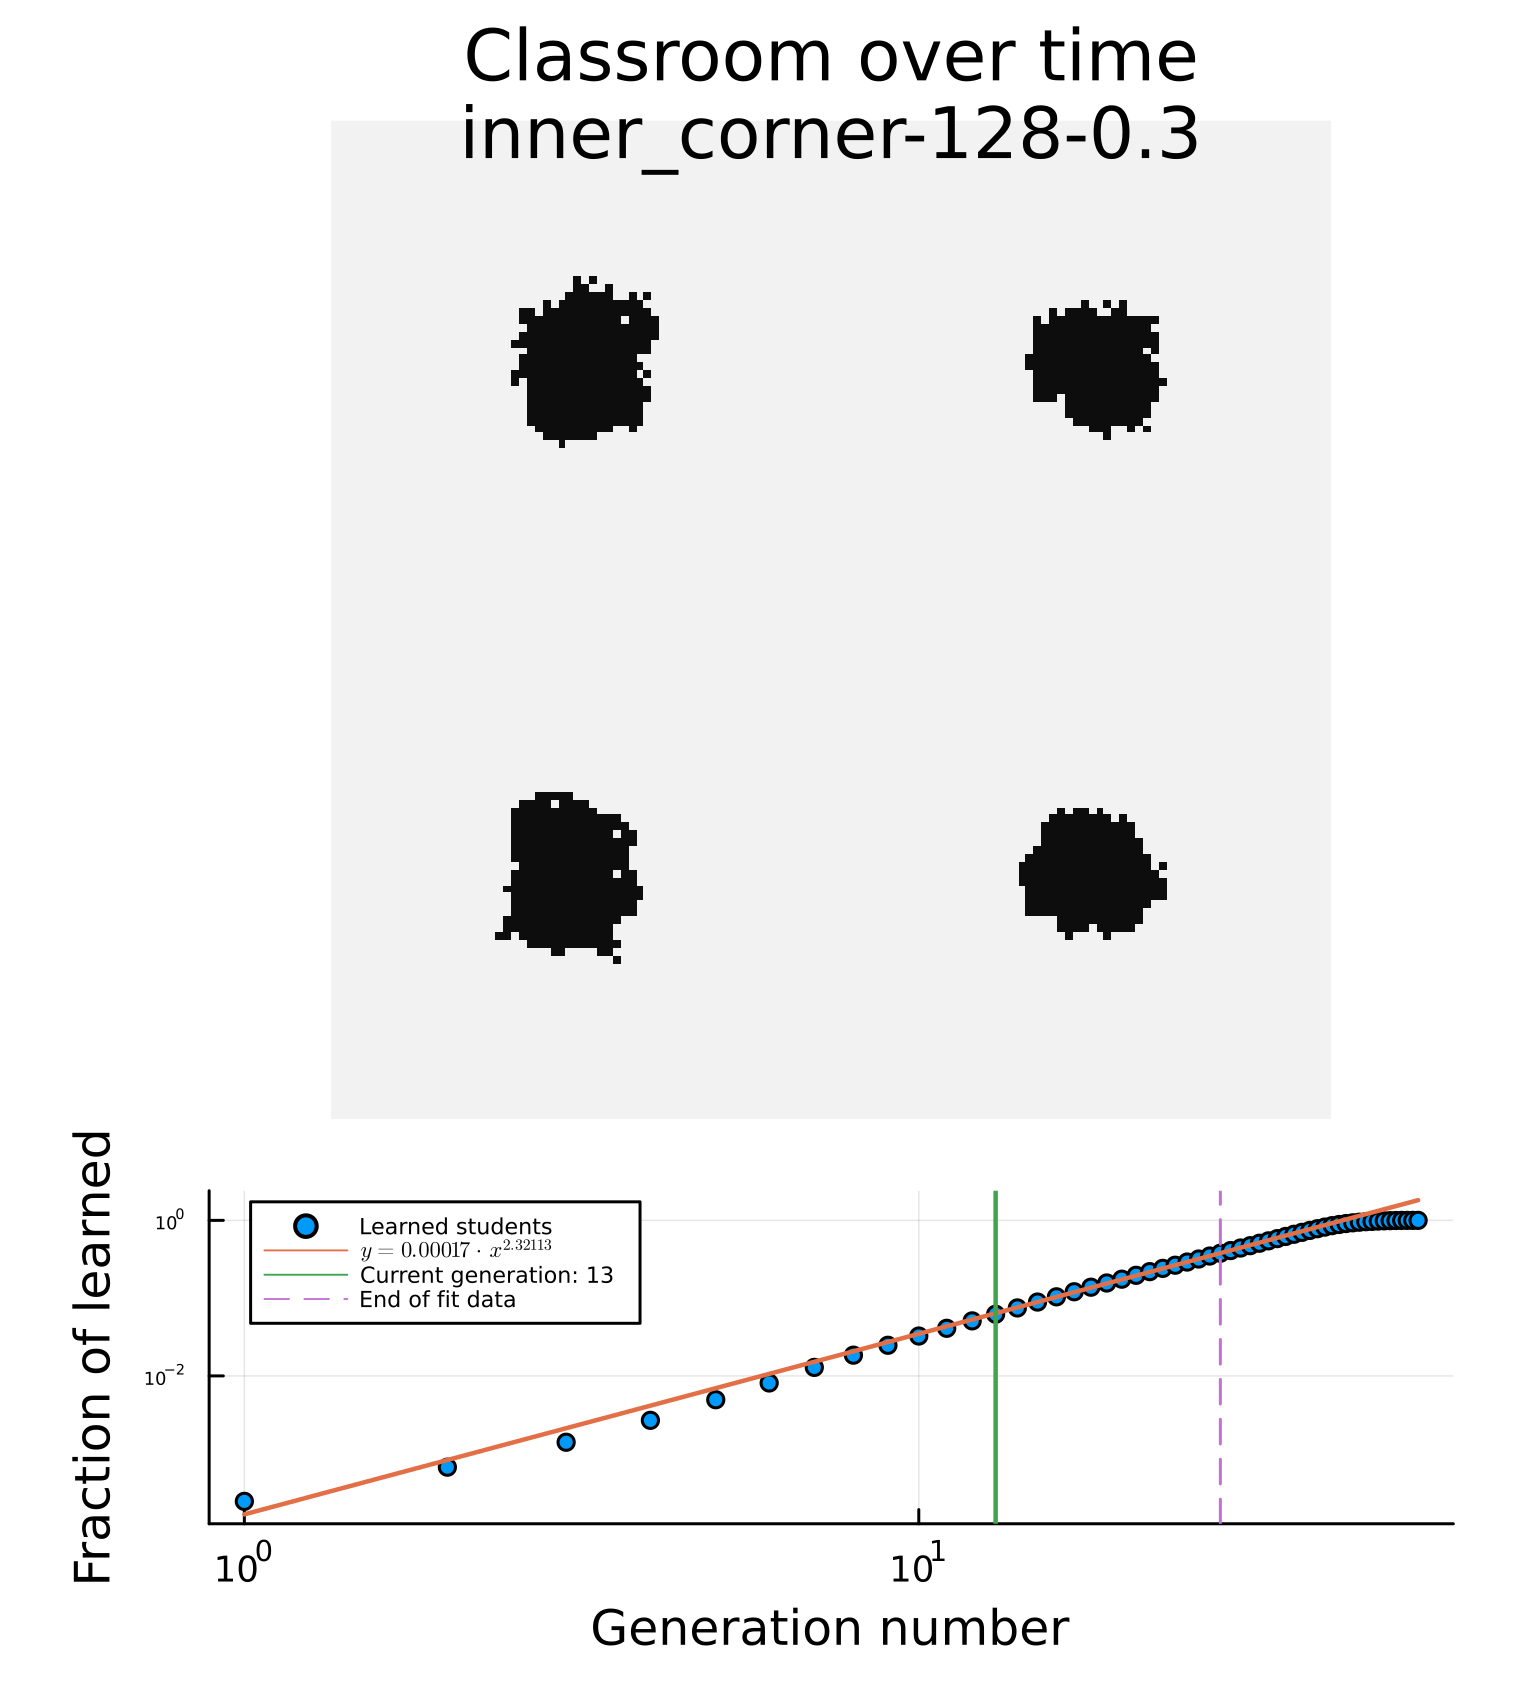 Classroom over time
inner_corner-128-0.3
Fraction of learned
10⁰
10⁻²
Learned students
y = 0.00017 · x^2.32113
Current generation: 13
End of fit data
10⁰
10¹
Generation number